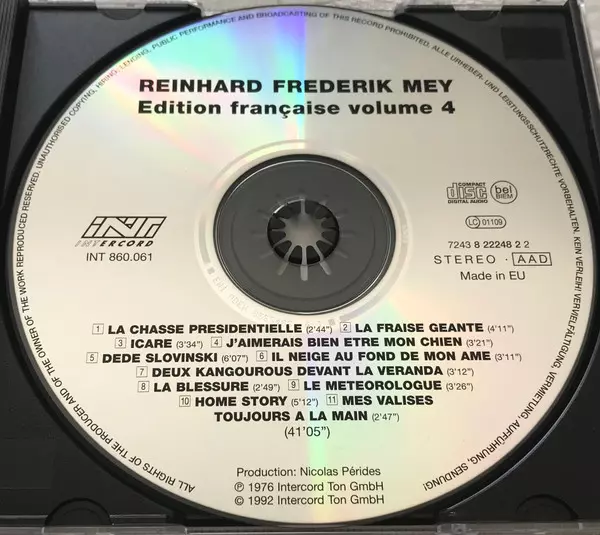 UNAUTHORISED COPYING, HIRING, LENDING, PUBLIC PERFORMANCE AND BROADCASTING OF THIS RECORD PROHIBITED. ALLE URHEBER- UND LEISTUNGSSCHUTZRECHTE VORBEHALTEN. KEIN VERLEIH! KEINE UNERLAUBTE VERVIELFÄLTIGUNG, VERMIETUNG, AUFFÜHRUNG, SENDUNG!
ALL RIGHTS OF THE PRODUCER AND OF THE OWNER OF THE WORK REPRODUCED RESERVED.
REINHARD FREDERIK MEY
Edition française volume 4
INT
INTERCORD
INT 860.061
COMPACT
disc
DIGITAL AUDIO
bel
BIEM
LC 01109
7243 8 22248 2 2
STEREO · AAD
Made in EU
1 LA CHASSE PRESIDENTIELLE (2'44") 2 LA FRAISE GEANTE (4'11")
3 ICARE (3'34") 4 J'AIMERAIS BIEN ETRE MON CHIEN (3'21")
5 DEDE SLOVINSKI (6'07") 6 IL NEIGE AU FOND DE MON AME (3'11")
7 DEUX KANGOUROUS DEVANT LA VERANDA (3'12")
8 LA BLESSURE (2'49") 9 LE METEOROLOGUE (3'26")
10 HOME STORY (5'12") 11 MES VALISES
TOUJOURS A LA MAIN (2'47")
(41'05")
Production: Nicolas Pérides
℗ 1976 Intercord Ton GmbH
© 1992 Intercord Ton GmbH